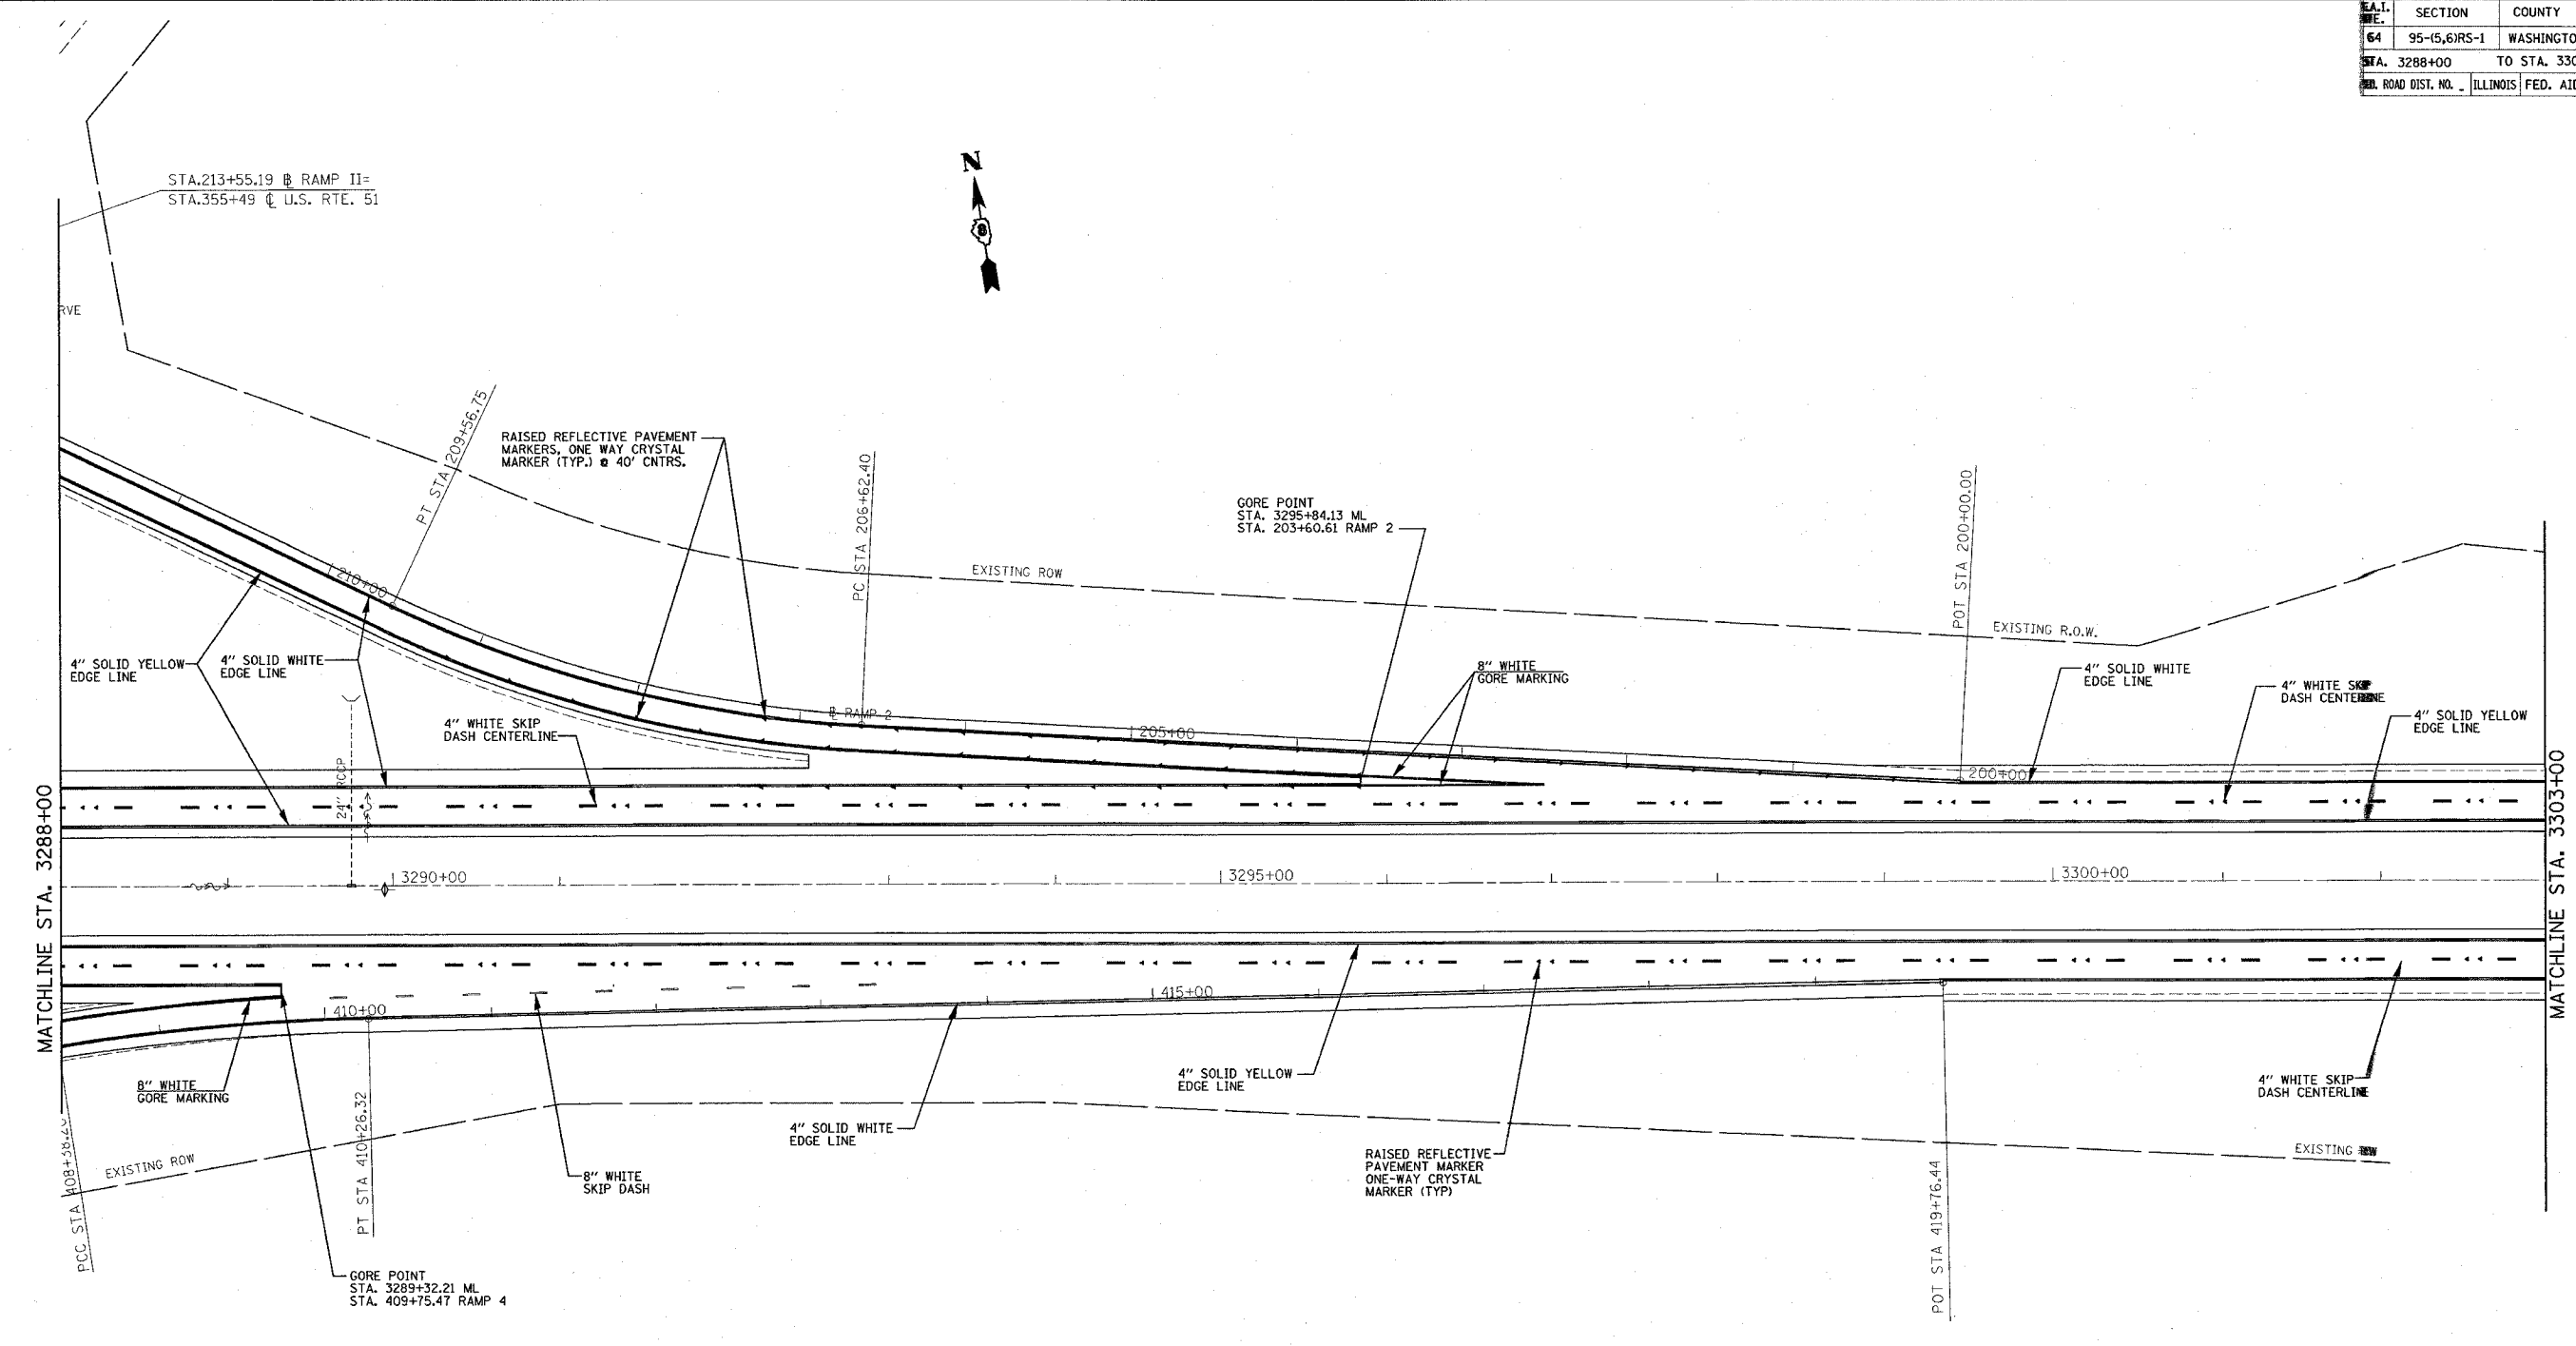 F.A.I. RTE. SECTION COUNTY
64 95-(5,6)RS-1 WASHINGTO
STA. 3288+00 TO STA. 330
FED. ROAD DIST. NO. _ ILLINOIS FED. AID
STA.213+55.19 ℄ RAMP II=
STA.355+49 ℄ U.S. RTE. 51
N
8
RVE
PT STA 209+56.75
RAISED REFLECTIVE PAVEMENT
MARKERS, ONE WAY CRYSTAL
MARKER (TYP.) @ 40' CNTRS.
PC STA 206+62.40
GORE POINT
STA. 3295+84.13 ML
STA. 203+60.61 RAMP 2
POT STA 200+00.00
EXISTING ROW
EXISTING R.O.W.
210+00
4" SOLID YELLOW
EDGE LINE
4" SOLID WHITE
EDGE LINE
8" WHITE
GORE MARKING
4" SOLID WHITE
EDGE LINE
4" WHITE SKIP
DASH CENTERLINE
4" SOLID YELLOW
EDGE LINE
4" WHITE SKIP
DASH CENTERLINE
℄ RAMP 2
205+00
200+00
24" RCCP
MATCHLINE STA. 3288+00
MATCHLINE STA. 3303+00
3290+00
3295+00
3300+00
410+00
415+00
8" WHITE
GORE MARKING
4" SOLID YELLOW
EDGE LINE
4" WHITE SKIP
DASH CENTERLINE
4" SOLID WHITE
EDGE LINE
PCC STA 408+38.20
PT STA 410+26.32
EXISTING ROW
8" WHITE
SKIP DASH
RAISED REFLECTIVE
PAVEMENT MARKER
ONE-WAY CRYSTAL
MARKER (TYP)
POT STA 419+76.44
EXISTING ROW
GORE POINT
STA. 3289+32.21 ML
STA. 409+75.47 RAMP 4